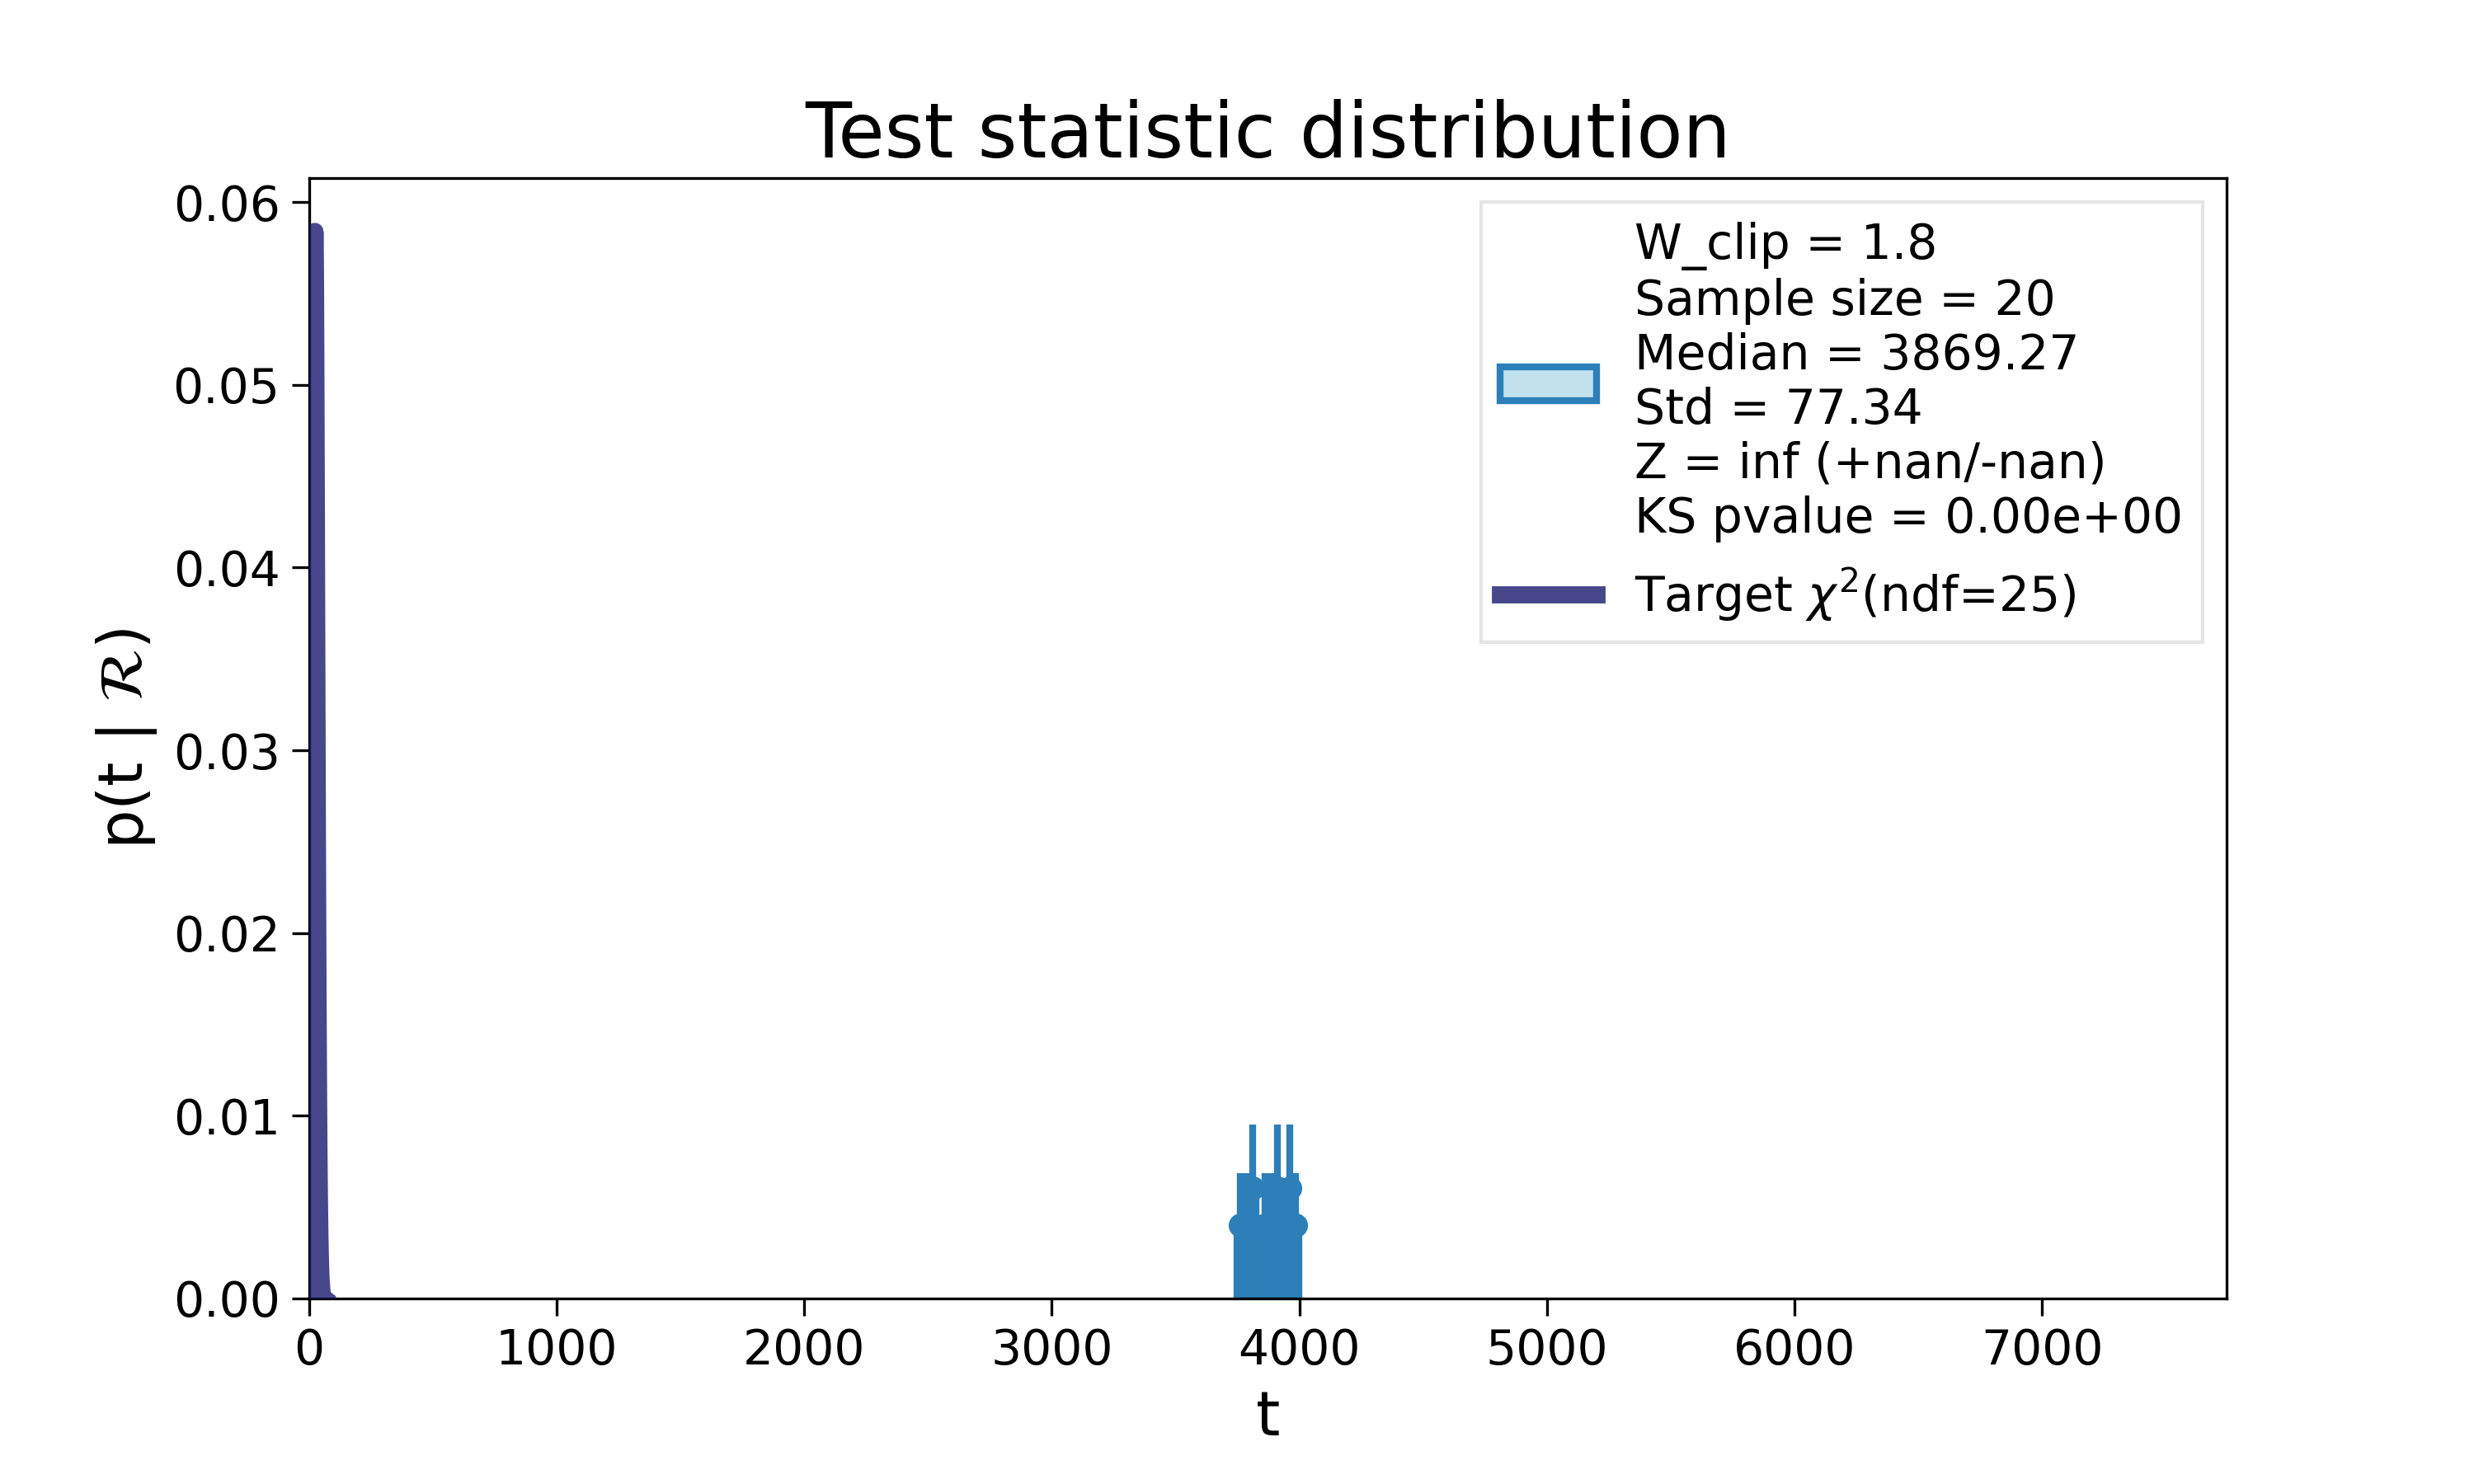 Test statistic distribution
p(t | ℛ)
0.06
0.05
0.04
0.03
0.02
0.01
0.00
W_clip = 1.8
Sample size = 20
Median = 3869.27
Std = 77.34
Z = inf (+nan/-nan)
KS pvalue = 0.00e+00
Target χ²(ndf=25)
0 1000 2000 3000 4000 5000 6000 7000
t